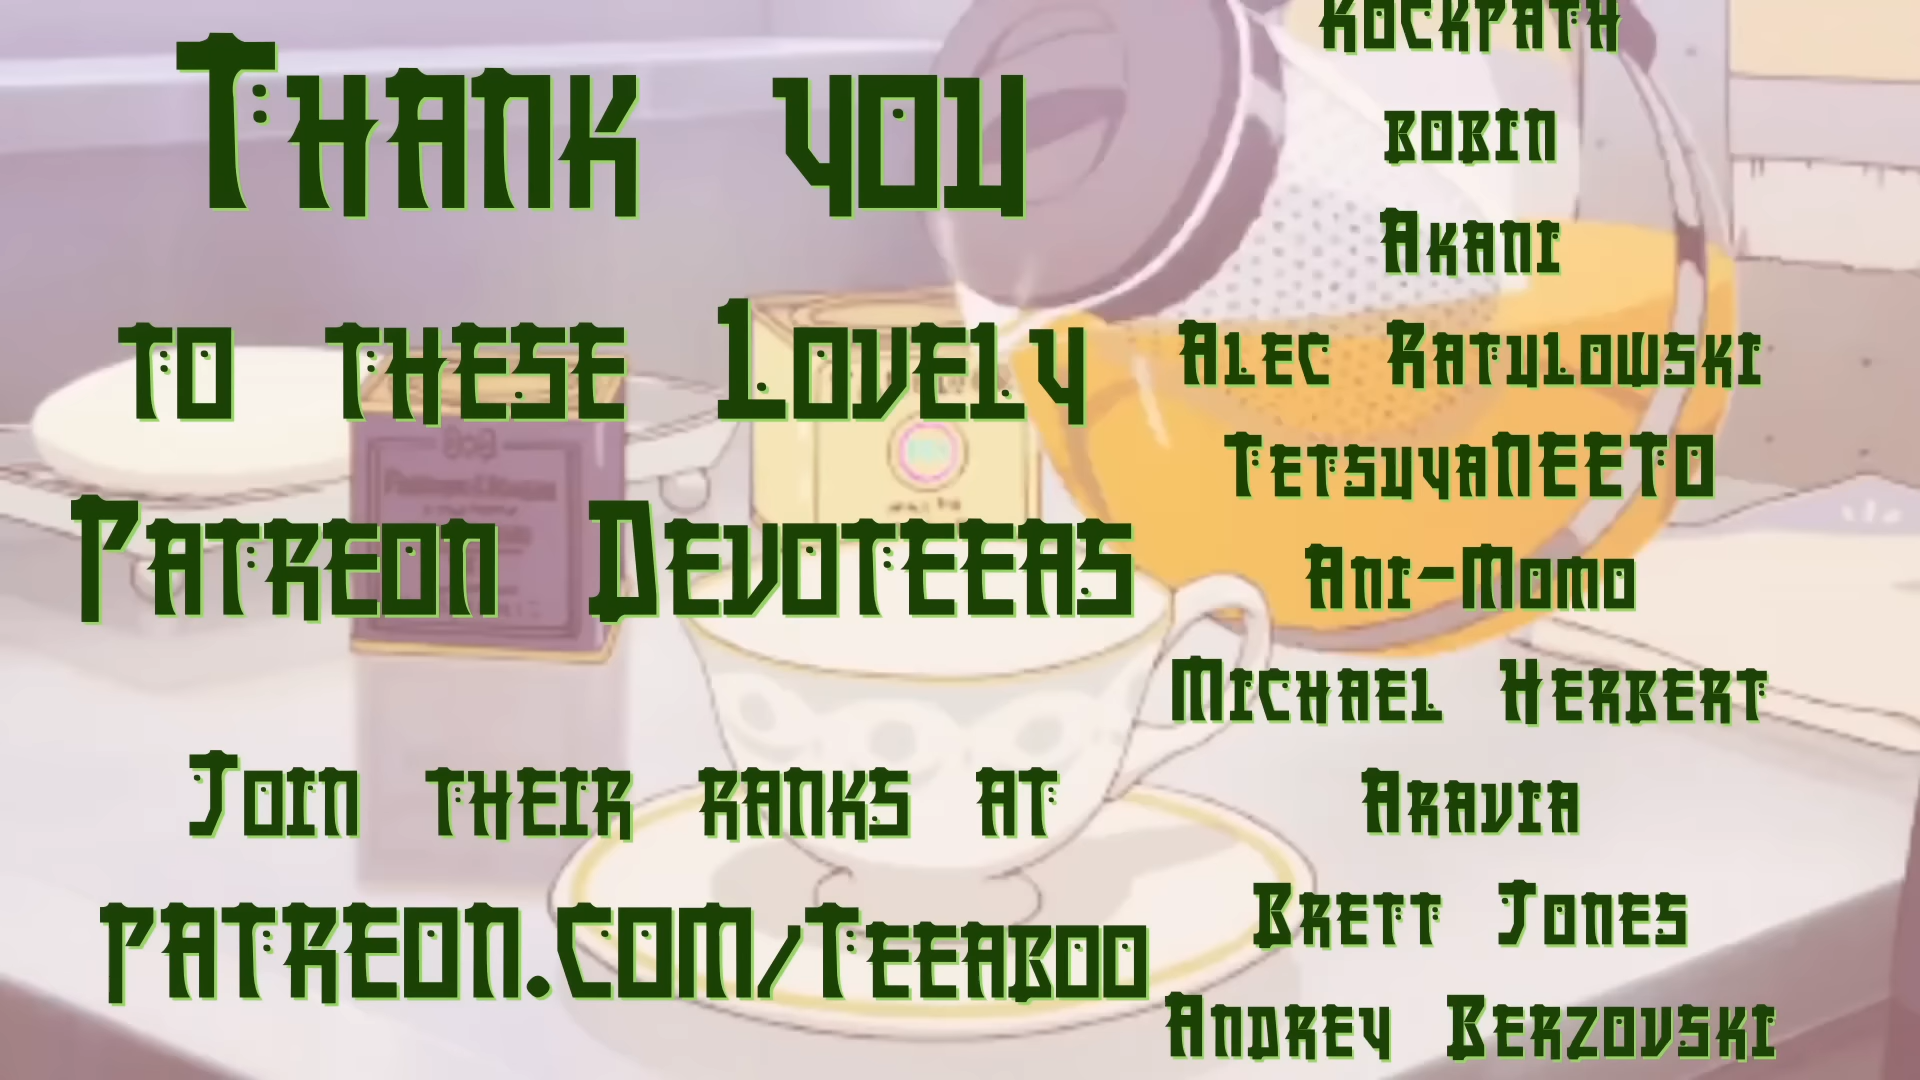 Thank you
to these Lovely
Patreon Devoteeas
Join their ranks at
PATREON.COM/Teeaboo
Rockpath
bobin
Akani
Alec Ratulowski
TetsuyaNEETO
Ani-Momo
Michael Herbert
Aravia
Brett Jones
Andrey Berzovski